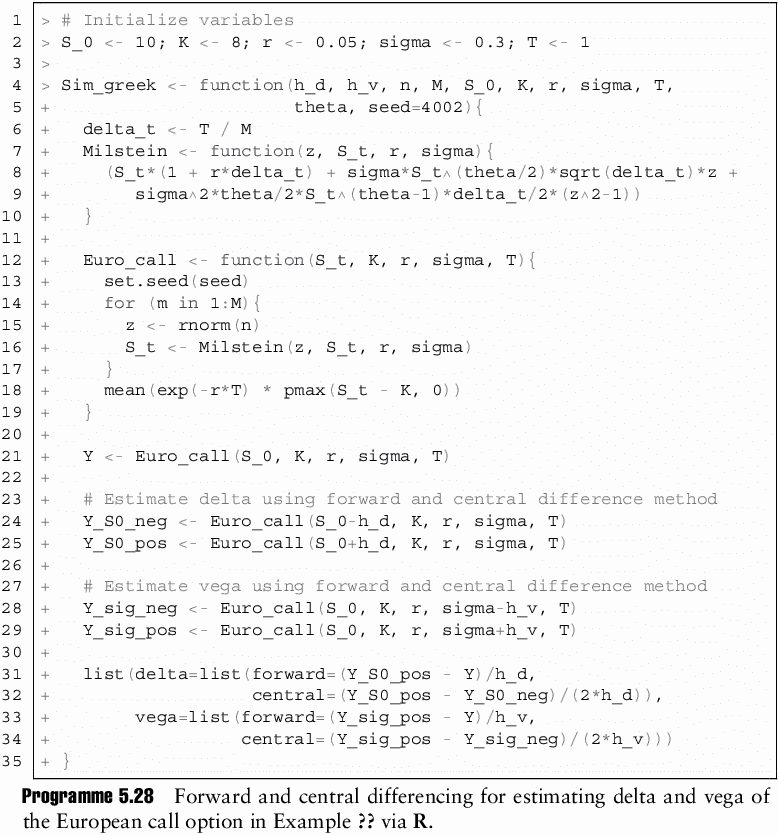 1 > # Initialize variables
2 > S_0 <- 10; K <- 8; r <- 0.05; sigma <- 0.3; T <- 1
3 >
4 > Sim_greek <- function(h_d, h_v, n, M, S_0, K, r, sigma, T,
5 +                       theta, seed=4002){
6 +   delta_t <- T / M
7 +   Milstein <- function(z, S_t, r, sigma){
8 +     (S_t*(1 + r*delta_t) + sigma*S_t^(theta/2)*sqrt(delta_t)*z +
9 +        sigma^2*theta/2*S_t^(theta-1)*delta_t/2*(z^2-1))
10 +   }
11 +
12 +   Euro_call <- function(S_t, K, r, sigma, T){
13 +     set.seed(seed)
14 +     for (m in 1:M){
15 +       z <- rnorm(n)
16 +       S_t <- Milstein(z, S_t, r, sigma)
17 +     }
18 +     mean(exp(-r*T) * pmax(S_t - K, 0))
19 +   }
20 +
21 +   Y <- Euro_call(S_0, K, r, sigma, T)
22 +
23 +   # Estimate delta using forward and central difference method
24 +   Y_S0_neg <- Euro_call(S_0-h_d, K, r, sigma, T)
25 +   Y_S0_pos <- Euro_call(S_0+h_d, K, r, sigma, T)
26 +
27 +   # Estimate vega using forward and central difference method
28 +   Y_sig_neg <- Euro_call(S_0, K, r, sigma-h_v, T)
29 +   Y_sig_pos <- Euro_call(S_0, K, r, sigma+h_v, T)
30 +
31 +   list(delta=list(forward=(Y_S0_pos - Y)/h_d,
32 +                   central=(Y_S0_pos - Y_S0_neg)/(2*h_d)),
33 +        vega=list(forward=(Y_sig_pos - Y)/h_v,
34 +                  central=(Y_sig_pos - Y_sig_neg)/(2*h_v)))
35 + }
Programme 5.28 Forward and central differencing for estimating delta and vega of
the European call option in Example ?? via R.